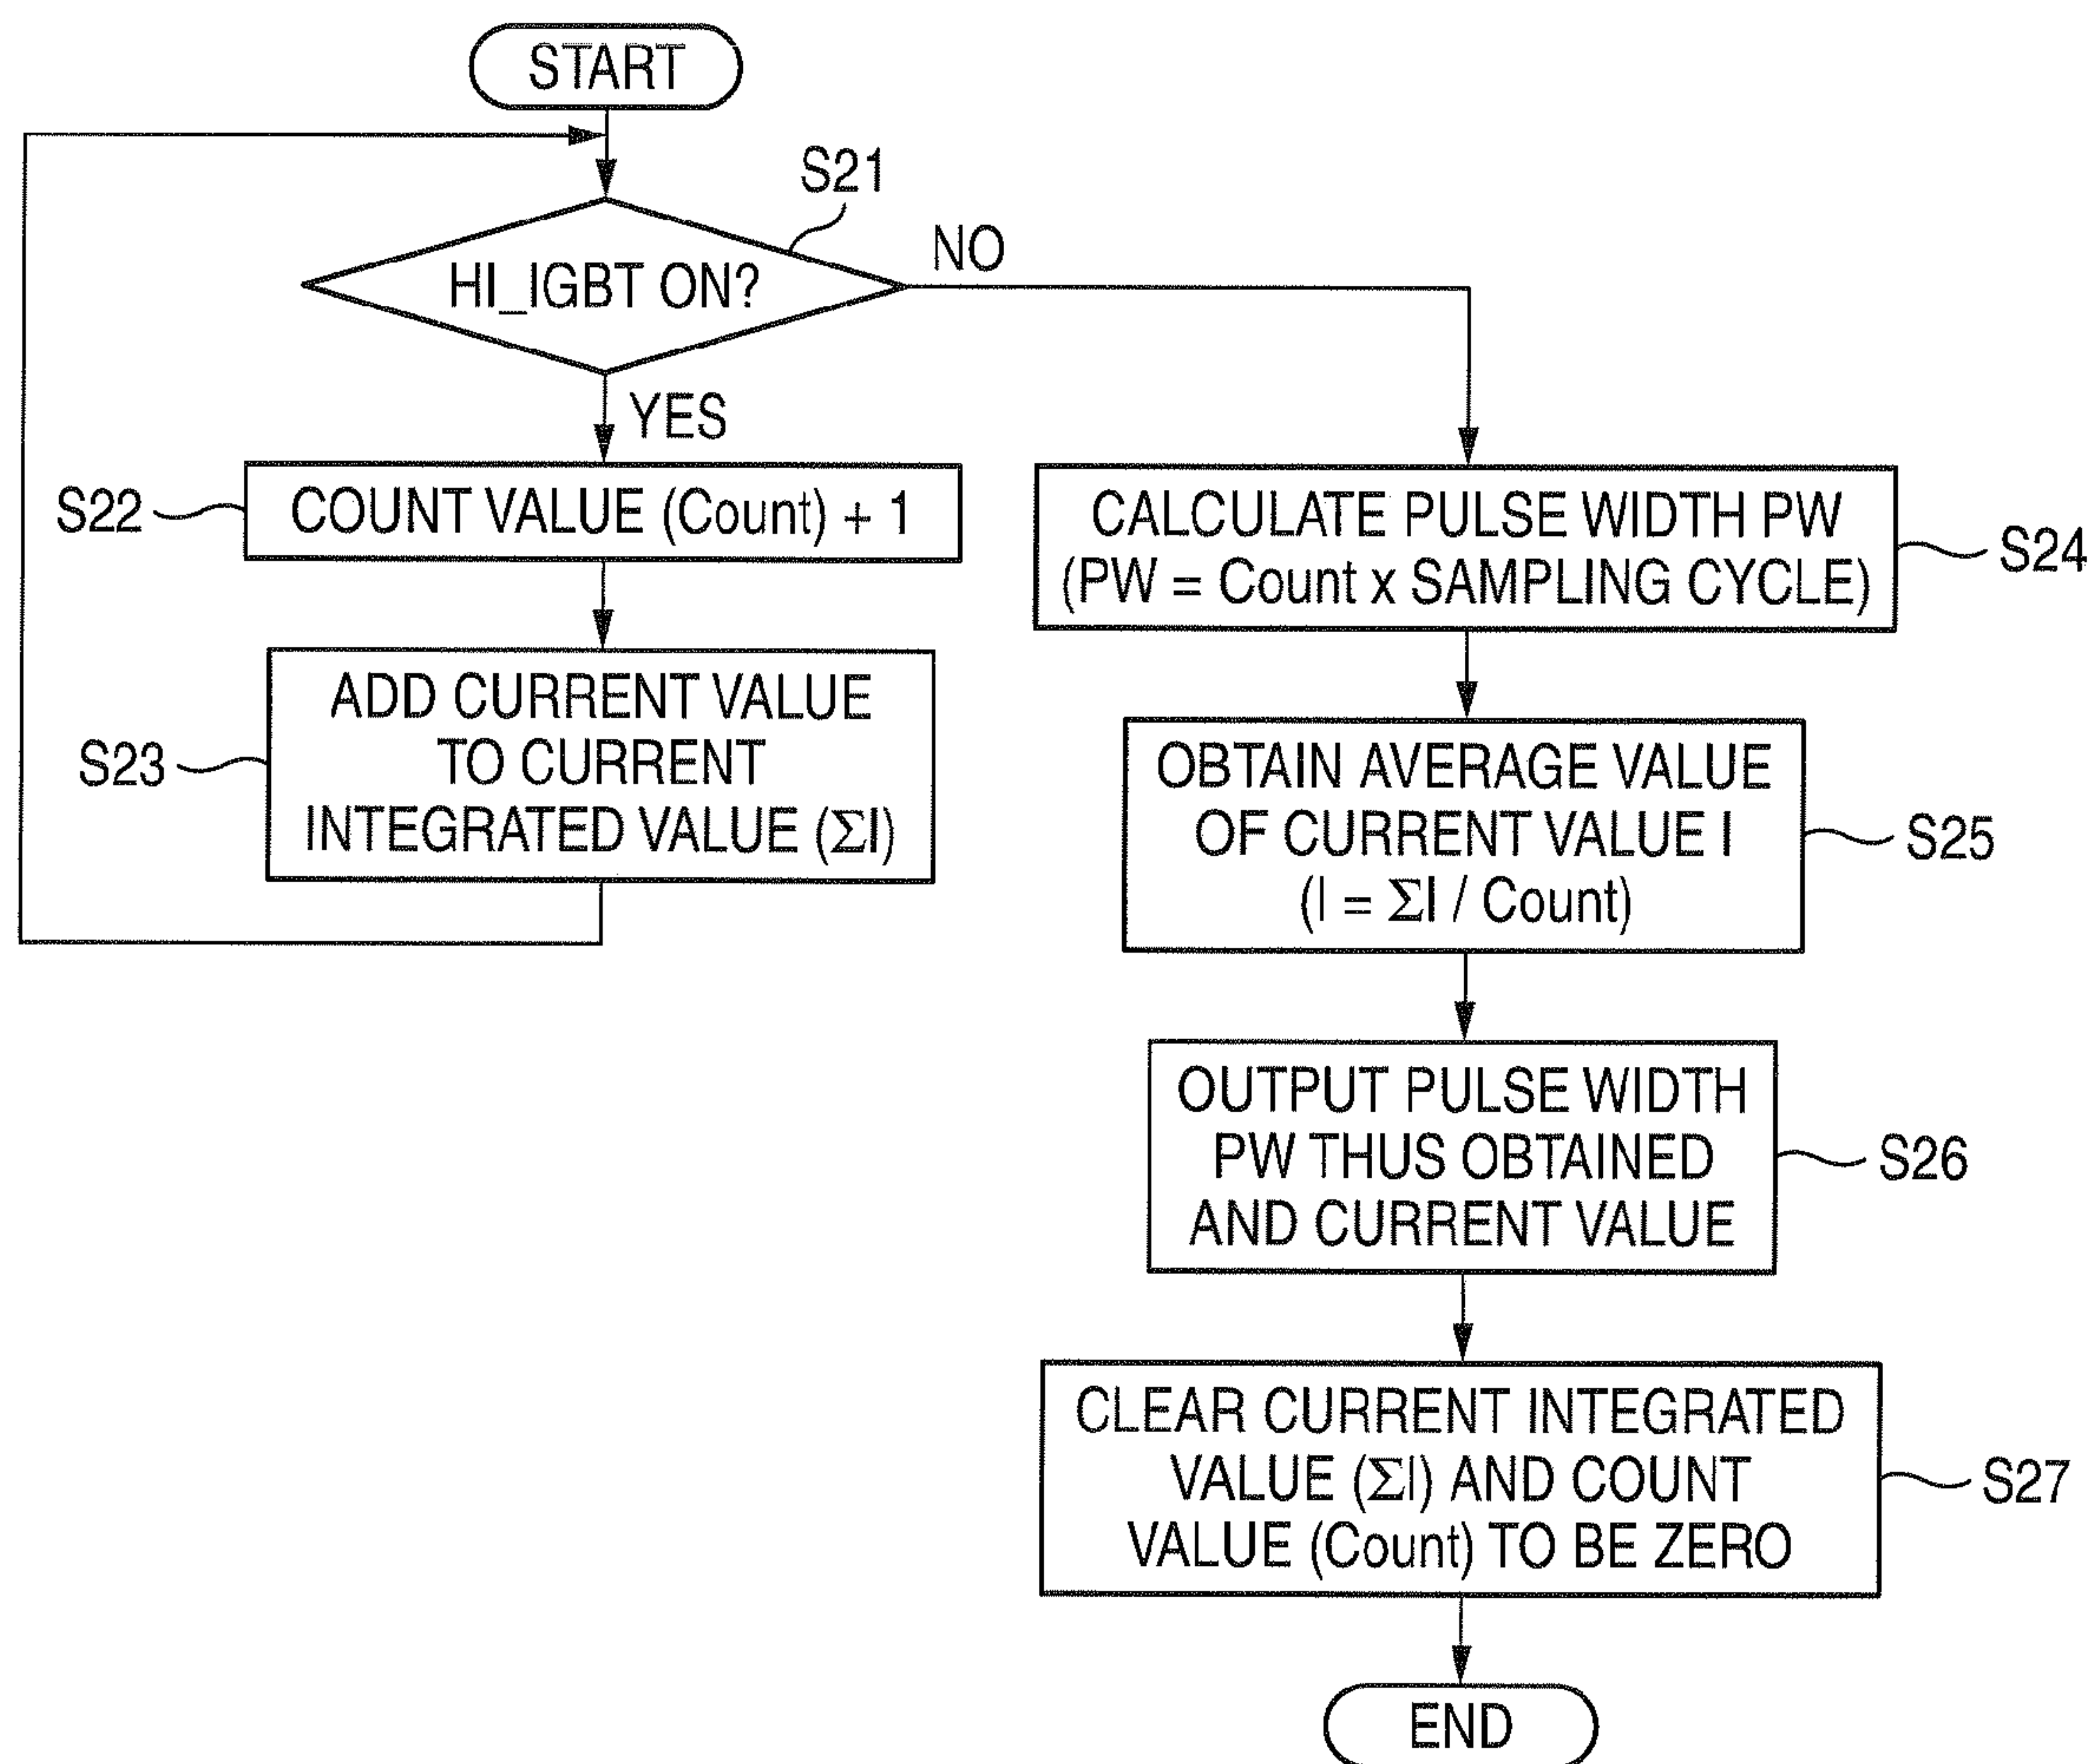 START
S21
HI_IGBT ON?
NO
YES
S22
COUNT VALUE (Count) + 1
S23
ADD CURRENT VALUE
TO CURRENT
INTEGRATED VALUE (ΣI)
CALCULATE PULSE WIDTH PW
(PW = Count x SAMPLING CYCLE)
S24
OBTAIN AVERAGE VALUE
OF CURRENT VALUE I
(I = ΣI / Count)
S25
OUTPUT PULSE WIDTH
PW THUS OBTAINED
AND CURRENT VALUE
S26
CLEAR CURRENT INTEGRATED
VALUE (ΣI) AND COUNT
VALUE (Count) TO BE ZERO
S27
END